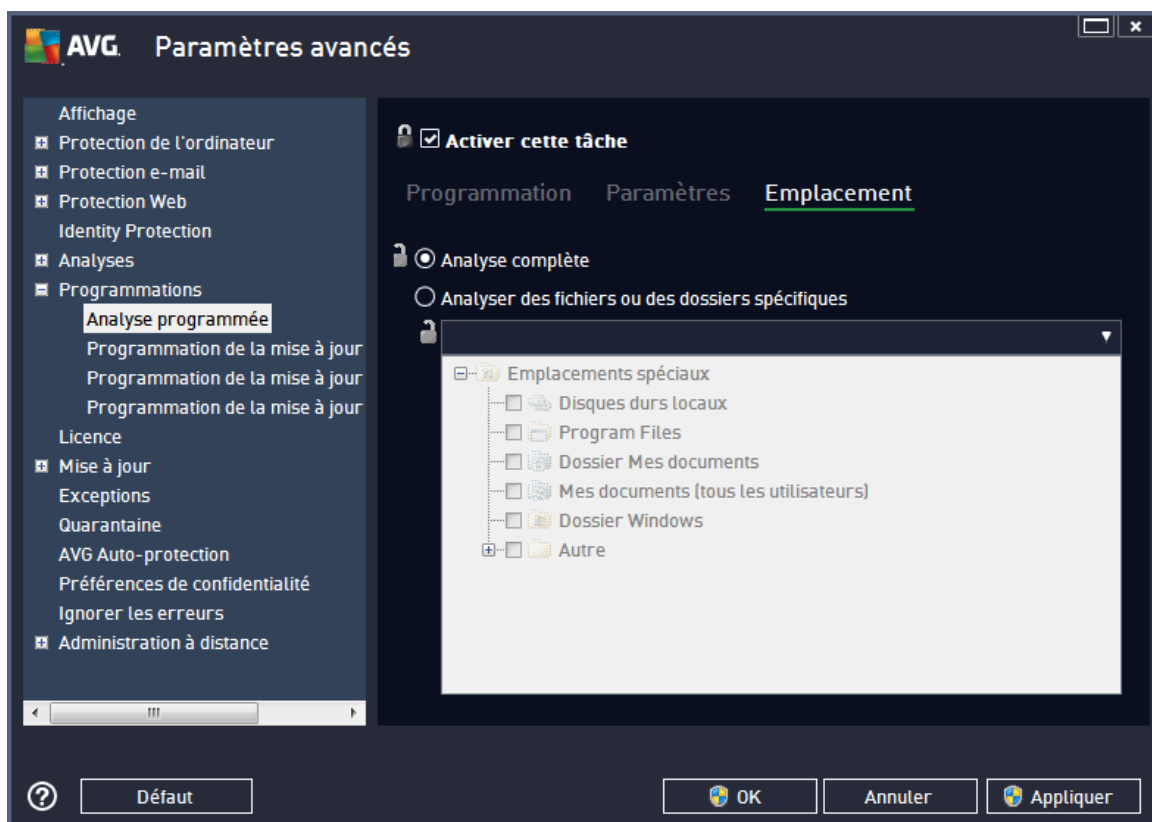 AVG. Paramètres avancés
Affichage
Protection de l'ordinateur
Protection e-mail
Protection Web
Identity Protection
Analyses
Programmations
Analyse programmée
Programmation de la mise à jour
Programmation de la mise à jour
Programmation de la mise à jour
Licence
Mise à jour
Exceptions
Quarantaine
AVG Auto-protection
Préférences de confidentialité
Ignorer les erreurs
Administration à distance
Activer cette tâche
Programmation Paramètres Emplacement
Analyse complète
Analyser des fichiers ou des dossiers spécifiques
Emplacements spéciaux
Disques durs locaux
Program Files
Dossier Mes documents
Mes documents (tous les utilisateurs)
Dossier Windows
Autre
Défaut OK Annuler Appliquer